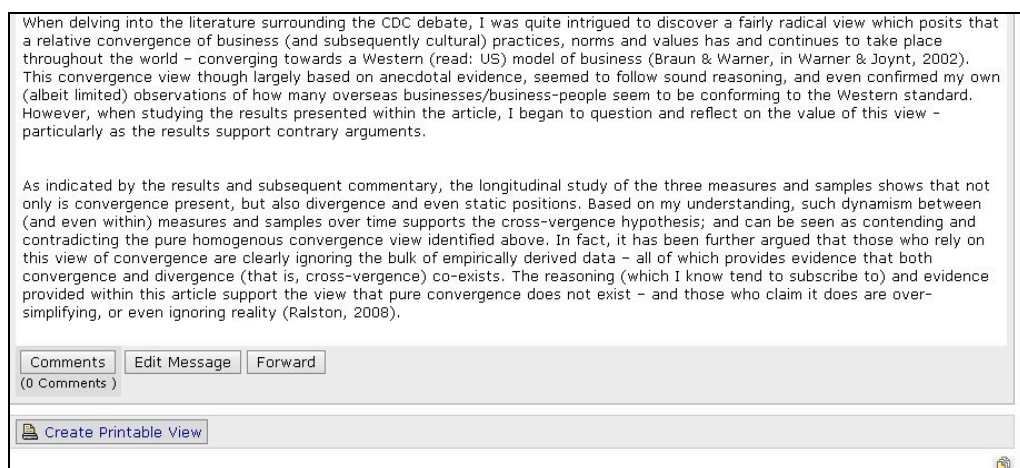 When delving into the literature surrounding the CDC debate, I was quite intrigued to discover a fairly radical view which posits that
a relative convergence of business (and subsequently cultural) practices, norms and values has and continues to take place
throughout the world – converging towards a Western (read: US) model of business (Braun & Warner, in Warner & Joynt, 2002).
This convergence view though largely based on anecdotal evidence, seemed to follow sound reasoning, and even confirmed my own
(albeit limited) observations of how many overseas businesses/business-people seem to be conforming to the Western standard.
However, when studying the results presented within the article, I began to question and reflect on the value of this view –
particularly as the results support contrary arguments.
As indicated by the results and subsequent commentary, the longitudinal study of the three measures and samples shows that not
only is convergence present, but also divergence and even static positions. Based on my understanding, such dynamism between
(and even within) measures and samples over time supports the cross-vergence hypothesis; and can be seen as contending and
contradicting the pure homogenous convergence view identified above. In fact, it has been further argued that those who rely on
this view of convergence are clearly ignoring the bulk of empirically derived data – all of which provides evidence that both
convergence and divergence (that is, cross-vergence) co-exists. The reasoning (which I know tend to subscribe to) and evidence
provided within this article support the view that pure convergence does not exist – and those who claim it does are over-
simplifying, or even ignoring reality (Ralston, 2008).
Comments Edit Message Forward
(0 Comments )
Create Printable View